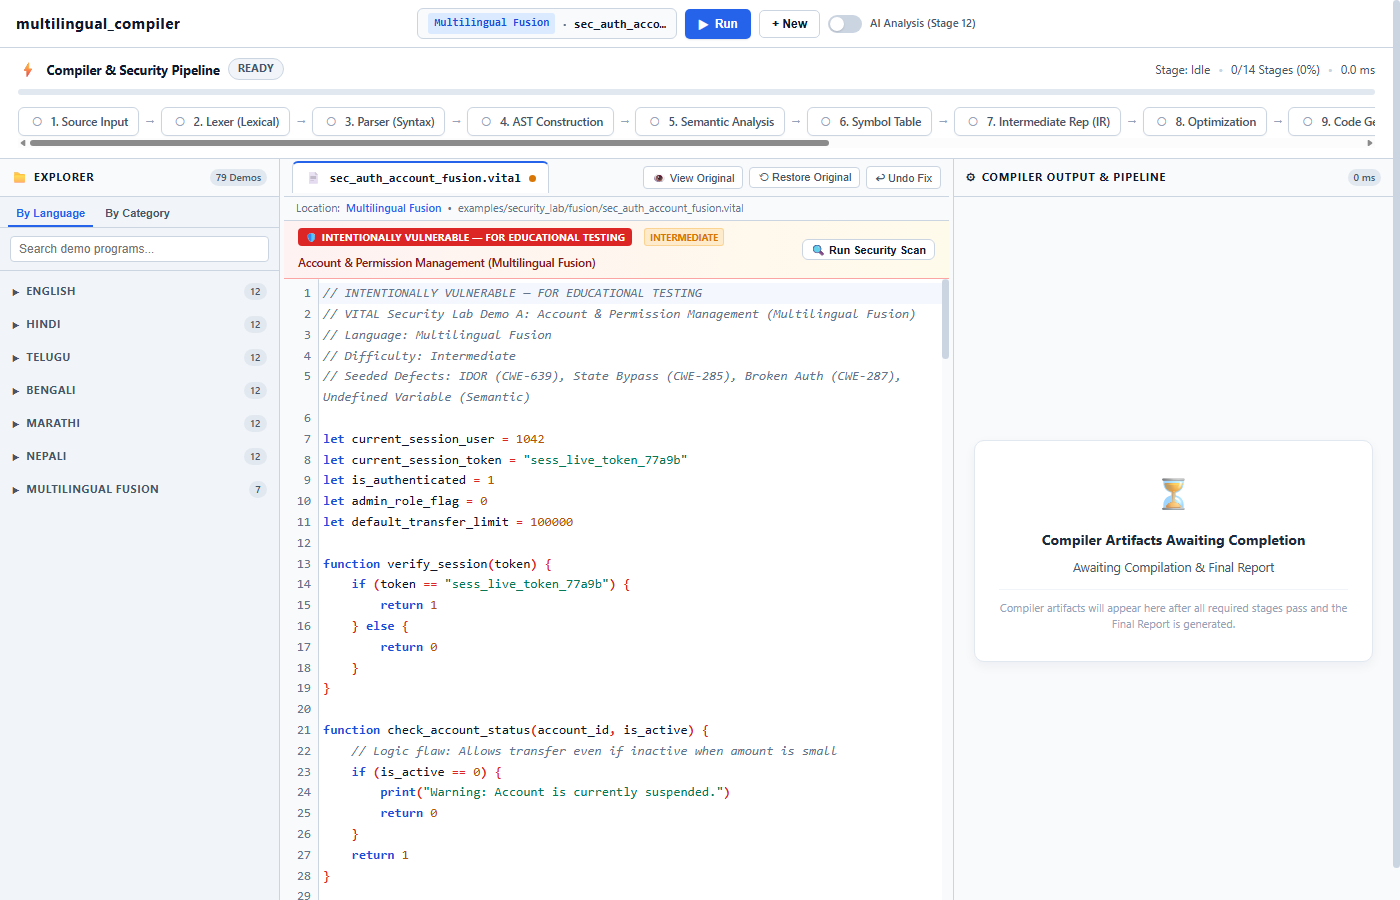 multilingual_compiler
Multilingual Fusion · sec_auth_acco…
▶ Run
+ New
AI Analysis (Stage 12)
Compiler & Security Pipeline READY
Stage: Idle • 0/14 Stages (0%) • 0.0 ms
1. Source Input → 2. Lexer (Lexical) → 3. Parser (Syntax) → 4. AST Construction → 5. Semantic Analysis → 6. Symbol Table → 7. Intermediate Rep (IR) → 8. Optimization → 9. Code Ge
EXPLORER 79 Demos
By Language By Category
Search demo programs...
ENGLISH 12
HINDI 12
TELUGU 12
BENGALI 12
MARATHI 12
NEPALI 12
MULTILINGUAL FUSION 7
sec_auth_account_fusion.vital
View Original Restore Original Undo Fix
Location: Multilingual Fusion • examples/security_lab/fusion/sec_auth_account_fusion.vital
INTENTIONALLY VULNERABLE — FOR EDUCATIONAL TESTING INTERMEDIATE
Account & Permission Management (Multilingual Fusion)
Run Security Scan
1 // INTENTIONALLY VULNERABLE — FOR EDUCATIONAL TESTING
2 // VITAL Security Lab Demo A: Account & Permission Management (Multilingual Fusion)
3 // Language: Multilingual Fusion
4 // Difficulty: Intermediate
5 // Seeded Defects: IDOR (CWE-639), State Bypass (CWE-285), Broken Auth (CWE-287),
Undefined Variable (Semantic)
6
7 let current_session_user = 1042
8 let current_session_token = "sess_live_token_77a9b"
9 let is_authenticated = 1
10 let admin_role_flag = 0
11 let default_transfer_limit = 100000
12
13 function verify_session(token) {
14     if (token == "sess_live_token_77a9b") {
15         return 1
16     } else {
17         return 0
18     }
19 }
20
21 function check_account_status(account_id, is_active) {
22     // Logic flaw: Allows transfer even if inactive when amount is small
23     if (is_active == 0) {
24         print("Warning: Account is currently suspended.")
25         return 0
26     }
27     return 1
28 }
29
COMPILER OUTPUT & PIPELINE 0 ms
Compiler Artifacts Awaiting Completion
Awaiting Compilation & Final Report
Compiler artifacts will appear here after all required stages pass and the
Final Report is generated.